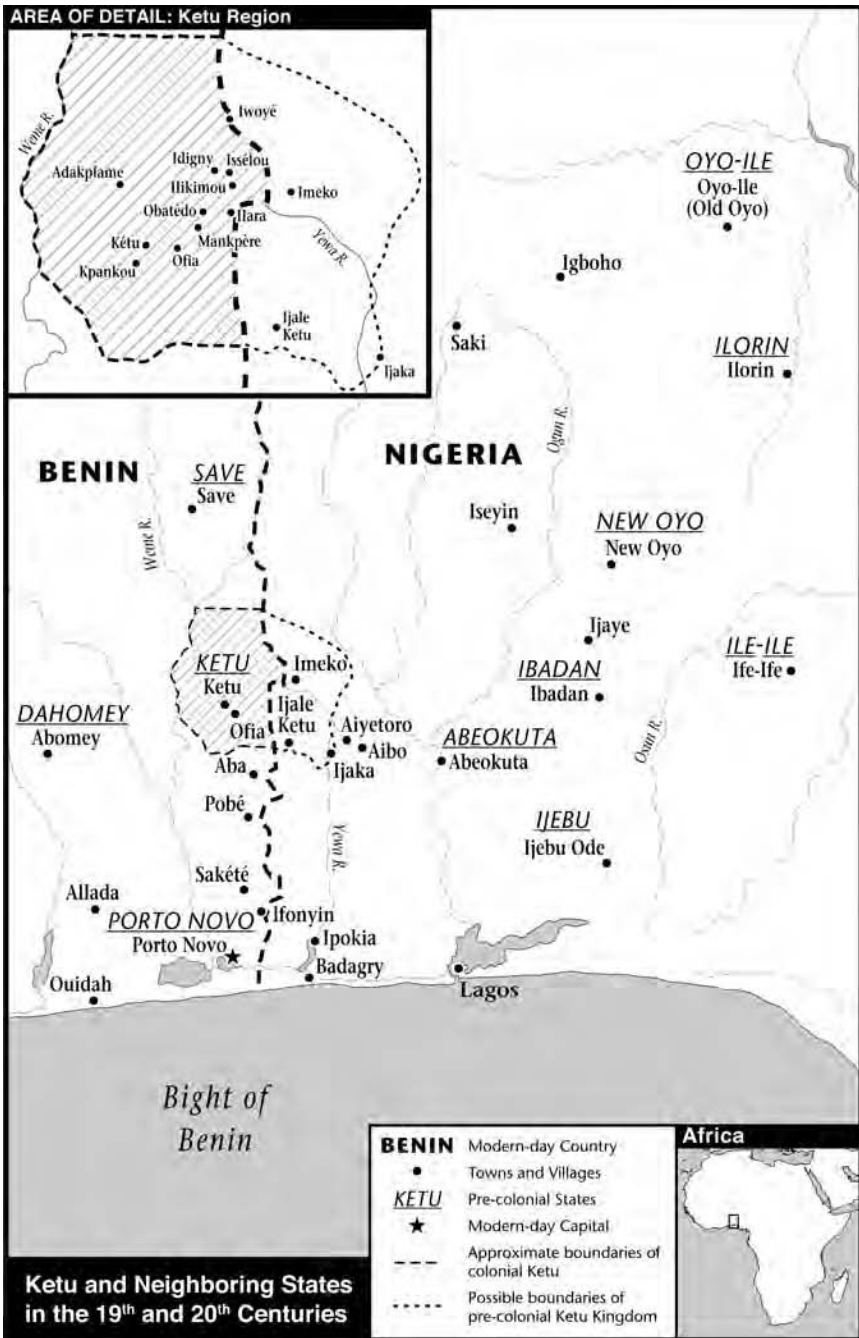 AREA OF DETAIL: Ketu Region
Weme R.
Iwoyé
Idigny
Issélou
Adakplame
Ilikimou
Imeko
Obatédo
Ilara
Kétu
Mankpère
Yewa R.
Ofia
Kpankou
Ijale
Ketu
Ijaka
OYO-ILE
Oyo-Ile
(Old Oyo)
Igboho
Saki
ILORIN
Ilorin
Ogun R.
BENIN
NIGERIA
SAVE
Save
Iseyin
NEW OYO
New Oyo
Weme R.
Ijaye
ILE-ILE
Ife-Ife
KETU
Ketu
Imeko
IBADAN
Ibadan
Ofia
Ijale
Ketu
DAHOMEY
Abomey
Aiyetoro
Aibo
ABEOKUTA
Abeokuta
Osun R.
Aba
Ijaka
Pobé
IJEBU
Ijebu Ode
Yewa R.
Sakété
Allada
PORTO NOVO
Porto Novo
Ifonyin
Ipokia
Badagry
Ouidah
Lagos
Bight of
Benin
BENIN Modern-day Country
Towns and Villages
KETU Pre-colonial States
Modern-day Capital
Approximate boundaries of
colonial Ketu
Possible boundaries of
pre-colonial Ketu Kingdom
Africa
Ketu and Neighboring States
in the 19th and 20th Centuries